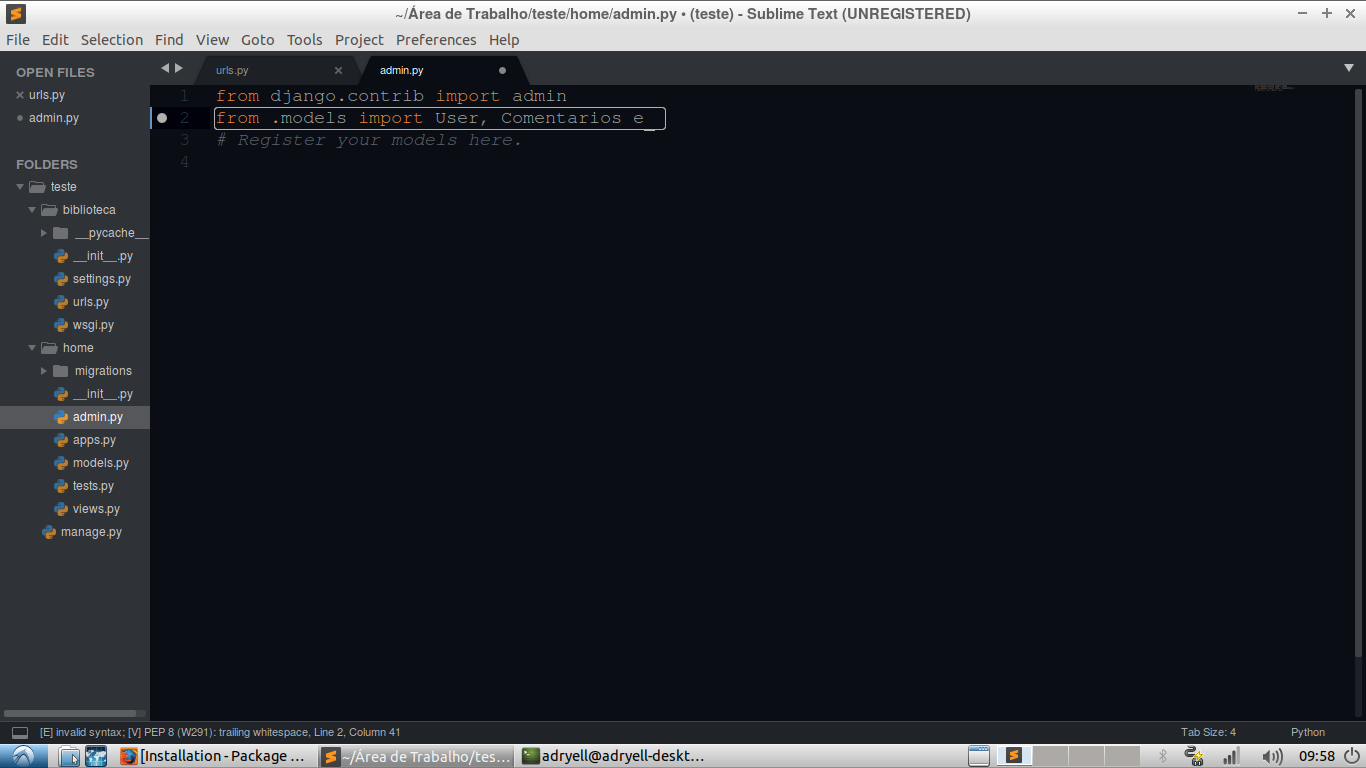 ~/Área de Trabalho/teste/home/admin.py • (teste) - Sublime Text (UNREGISTERED)
File Edit Selection Find View Goto Tools Project Preferences Help
OPEN FILES
urls.py
admin.py
FOLDERS
teste
biblioteca
__pycache__
__init__.py
settings.py
urls.py
wsgi.py
home
migrations
__init__.py
admin.py
apps.py
models.py
tests.py
views.py
manage.py
urls.py admin.py
1 from django.contrib import admin
2 from .models import User, Comentarios e
3 # Register your models here.
4
[E] invalid syntax; [V] PEP 8 (W291): trailing whitespace, Line 2, Column 41 Tab Size: 4 Python
[Installation - Package ... ~/Área de Trabalho/tes... adryell@adryell-deskt... 09:58